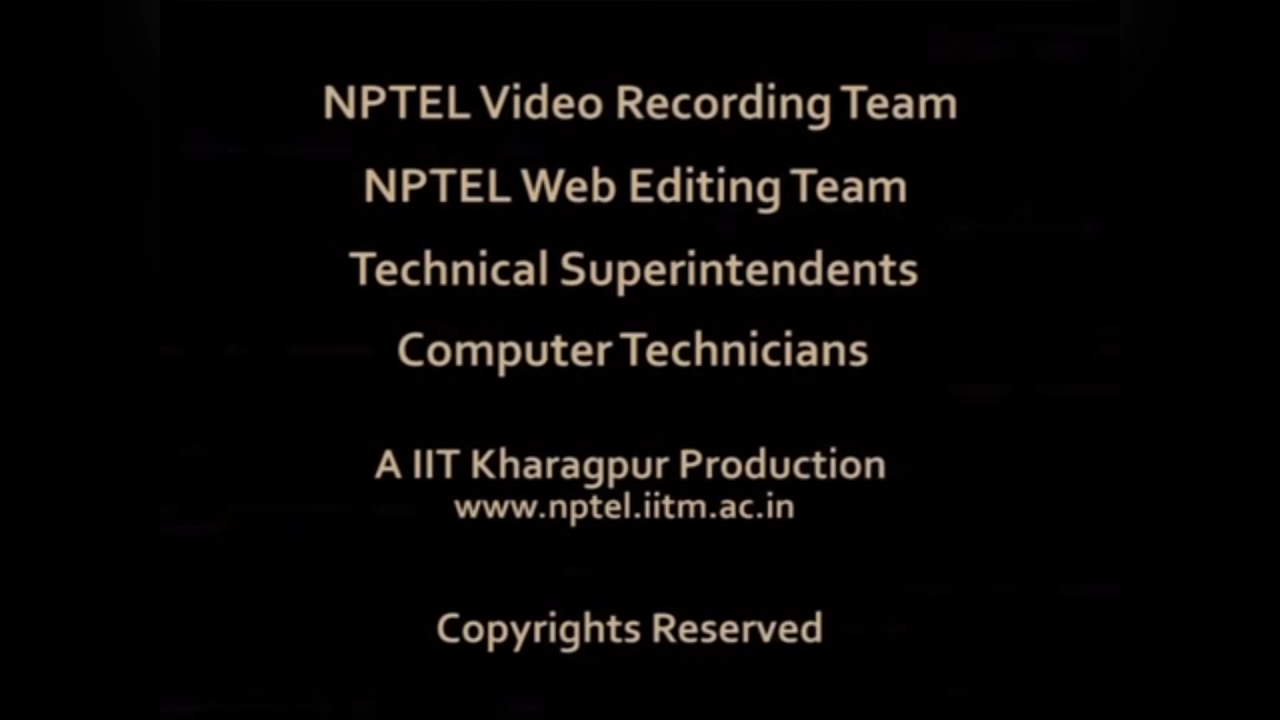 NPTEL Video Recording Team
NPTEL Web Editing Team
Technical Superintendents
Computer Technicians
A IIT Kharagpur Production
www.nptel.iitm.ac.in
Copyrights Reserved